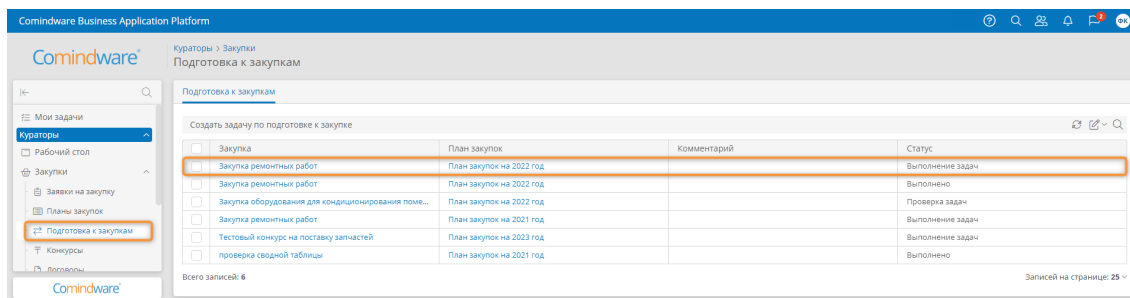 Comindware Business Application Platform
2
ФК
Comindware®
Кураторы > Закупки
Подготовка к закупкам
Подготовка к закупкам
Мои задачи
Кураторы
Рабочий стол
Закупки
Заявки на закупку
Планы закупок
Подготовка к закупкам
Конкурсы
Договоры
Comindware®
Создать задачу по подготовке к закупке
Закупка План закупок Комментарий Статус
Закупка ремонтных работ План закупок на 2022 год Выполнение задач
Закупка ремонтных работ План закупок на 2022 год Выполнено
Закупка оборудования для кондиционирования поме... План закупок на 2022 год Проверка задач
Закупка ремонтных работ План закупок на 2021 год Выполнение задач
Тестовый конкурс на поставку запчастей План закупок на 2023 год Выполнено
проверка сводной таблицы План закупок на 2021 год Выполнено
Всего записей: 6 Записей на странице: 25